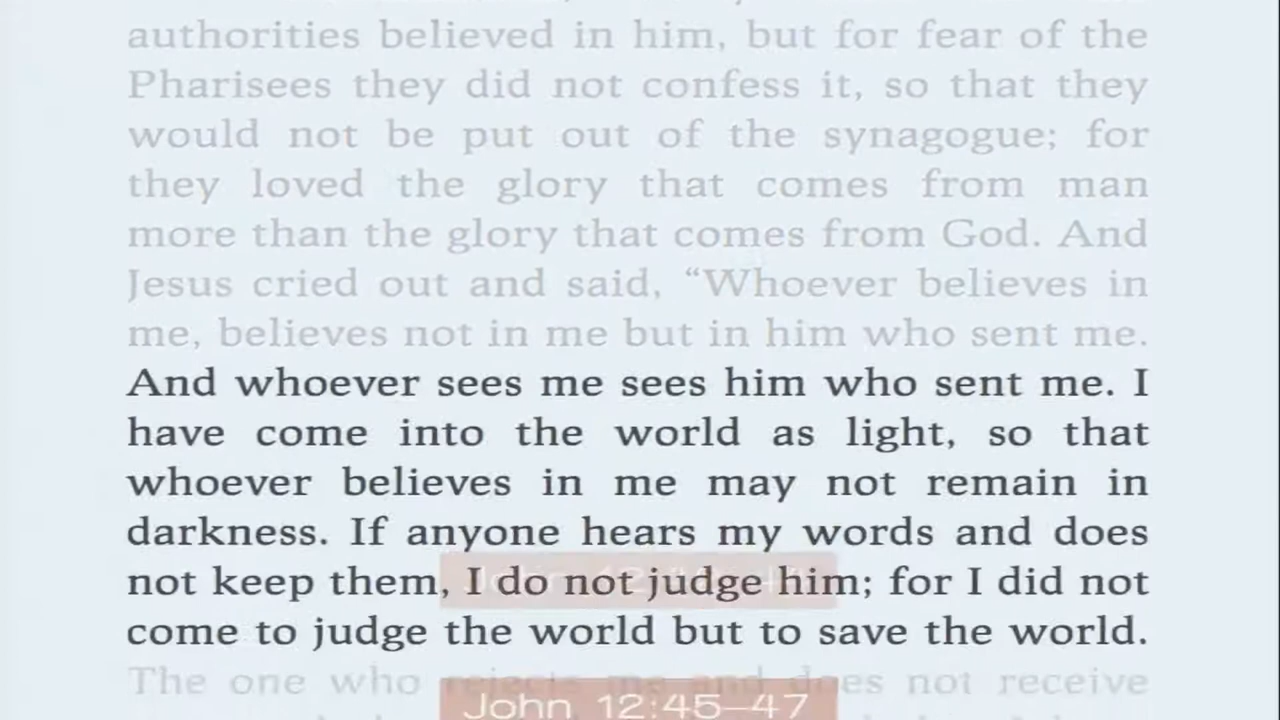 authorities believed in him, but for fear of the
Pharisees they did not confess it, so that they
would not be put out of the synagogue; for
they loved the glory that comes from man
more than the glory that comes from God. And
Jesus cried out and said, “Whoever believes in
me, believes not in me but in him who sent me.
And whoever sees me sees him who sent me. I
have come into the world as light, so that
whoever believes in me may not remain in
darkness. If anyone hears my words and does
not keep them, I do not judge him; for I did not
come to judge the world but to save the world.
The one who rejects me and does not receive
John 12:45–47